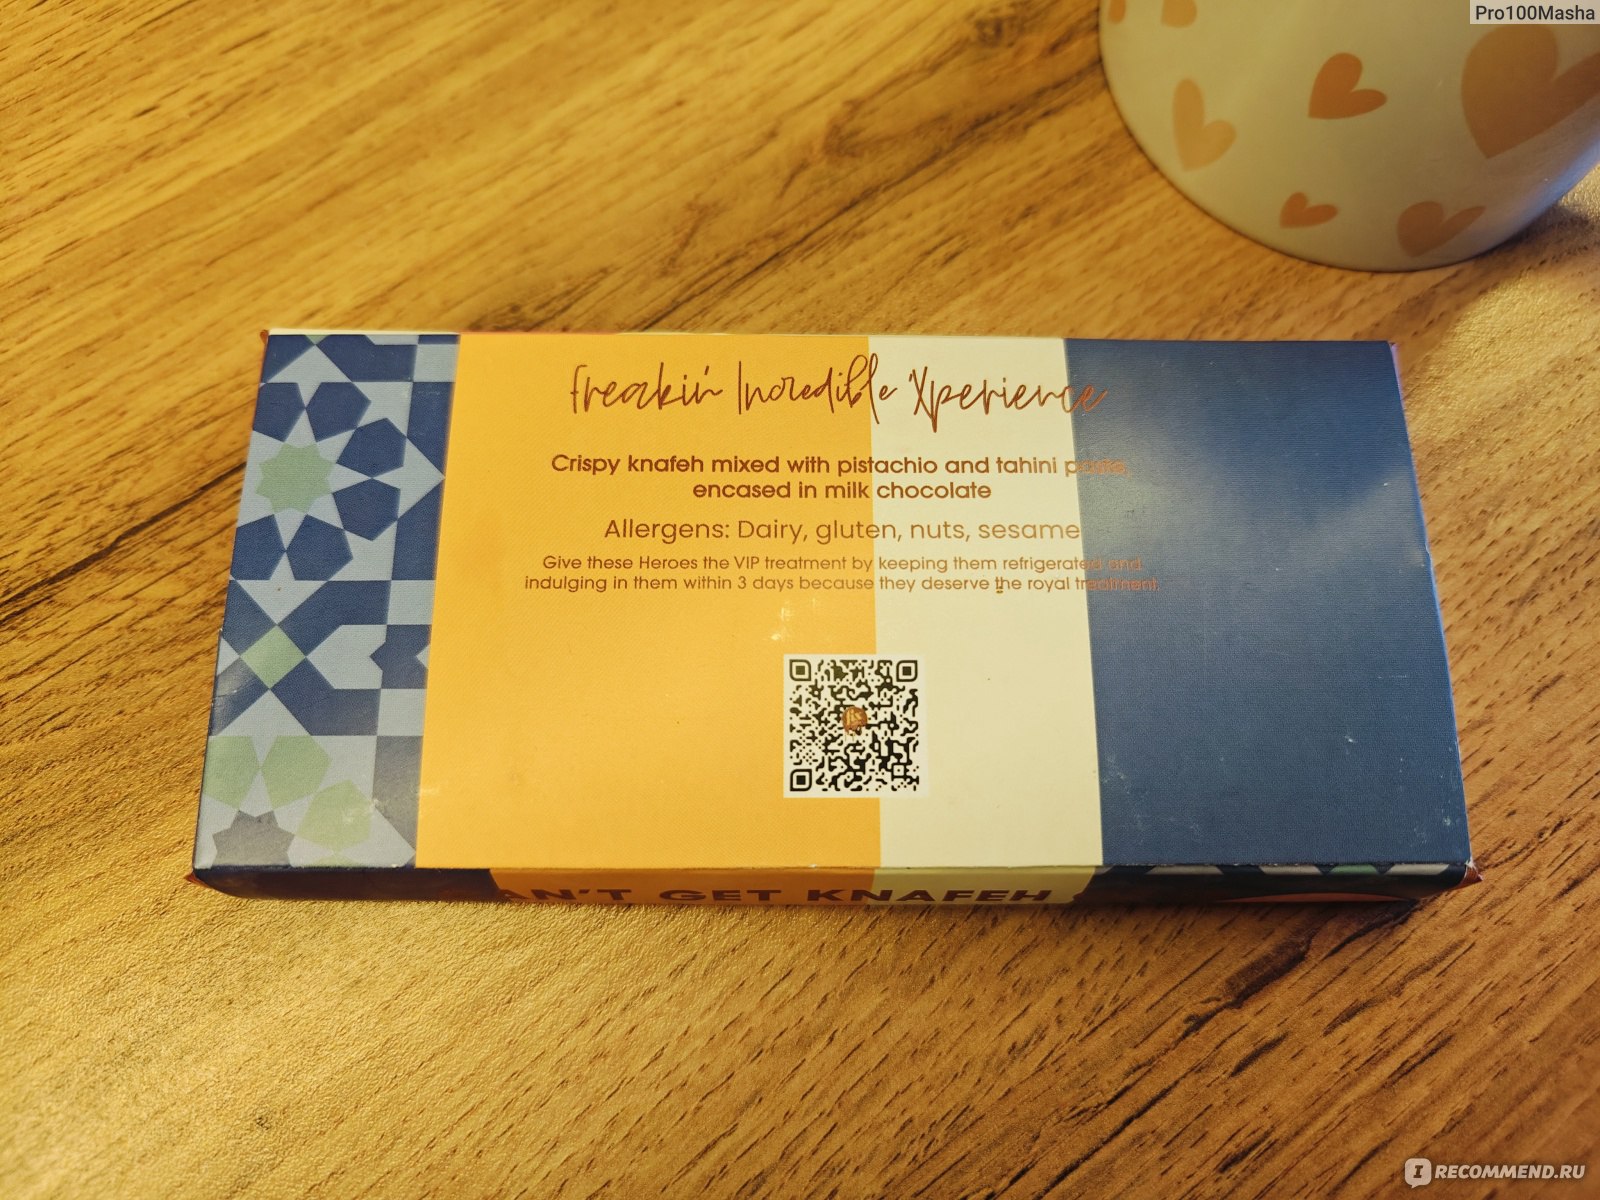 Pro100Masha
Freakin' Incredible Xperience
Crispy knafeh mixed with pistachio and tahini paste,
encased in milk chocolate
Allergens: Dairy, gluten, nuts, sesame
Give these Heroes the VIP treatment by keeping them refrigerated and
indulging in them within 3 days because they deserve the royal treatment.
AN'T GET KNAFEH
IRECOMMEND.RU